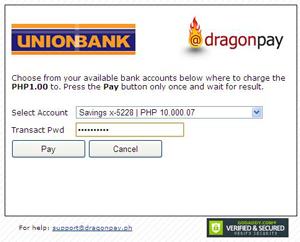 UNIONBANK
dragonpay
Choose from your available bank accounts below where to charge the
PHP1.00 to. Press the Pay button only once and wait for result.
Select Account Savings x-5228 | PHP 10,000.07
Transact Pwd ••••••••••
Pay Cancel
For help: support@dragonpay.ph
GODADDY.COM®
VERIFIED & SECURED
VERIFY SECURITY